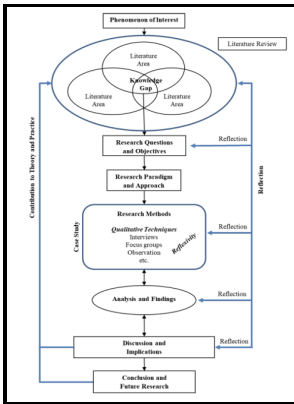 Phenomenon of Interest
Literature Review
Literature
Area
Knowledge
Gap
Literature
Area
Literature
Area
Research Questions
and Objectives
Reflection
Research Paradigm
and Approach
Contribution to Theory and Practice
Reflection
Research Methods
Qualitative Techniques
Interviews
Focus groups
Observation
etc.
Reflexivity
Case Study
Reflection
Analysis and Findings
Reflection
Discussion and
Implications
Reflection
Conclusion and
Future Research